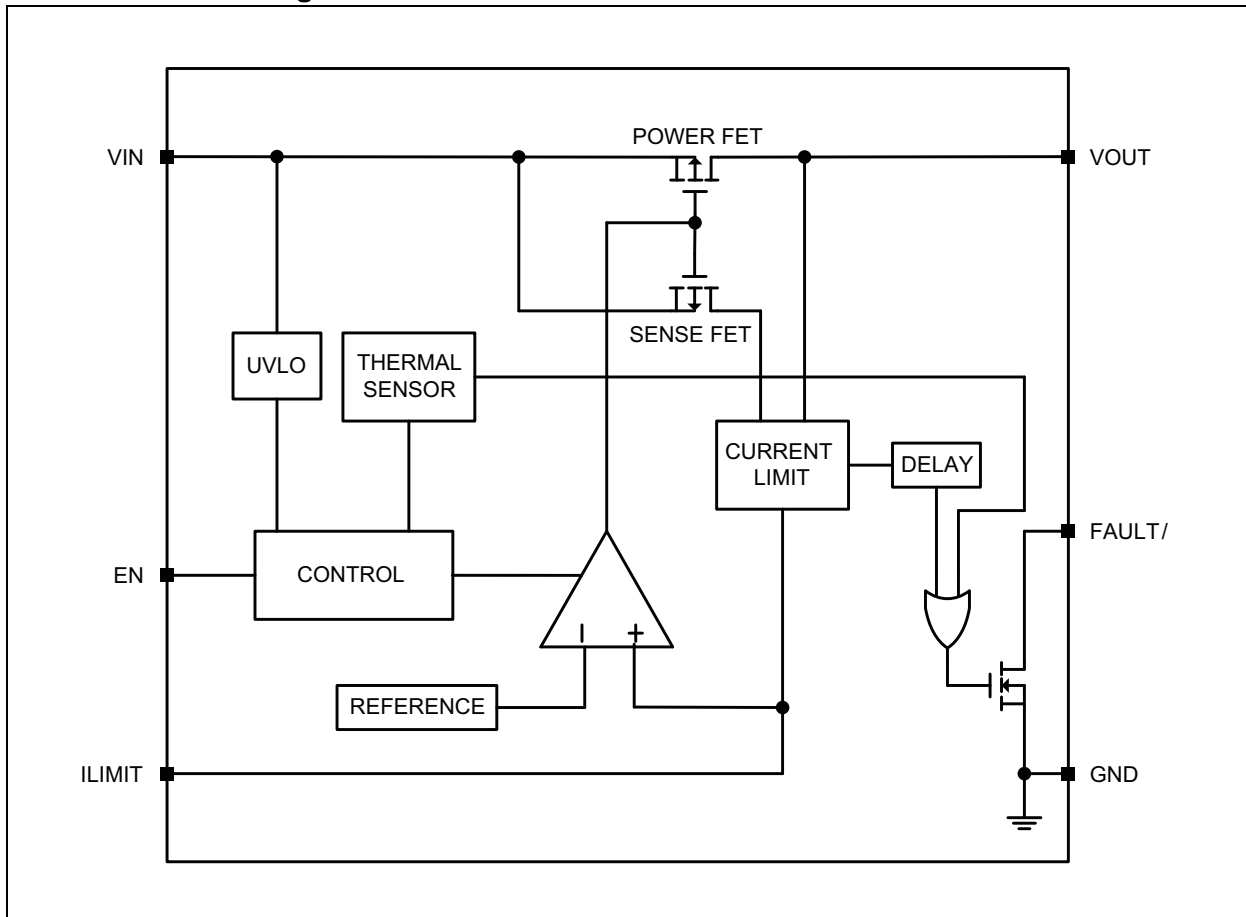 POWER FET
VIN
VOUT
SENSE FET
UVLO
THERMAL
SENSOR
CURRENT
LIMIT
DELAY
FAULT/
EN
CONTROL
REFERENCE
ILIMIT
GND